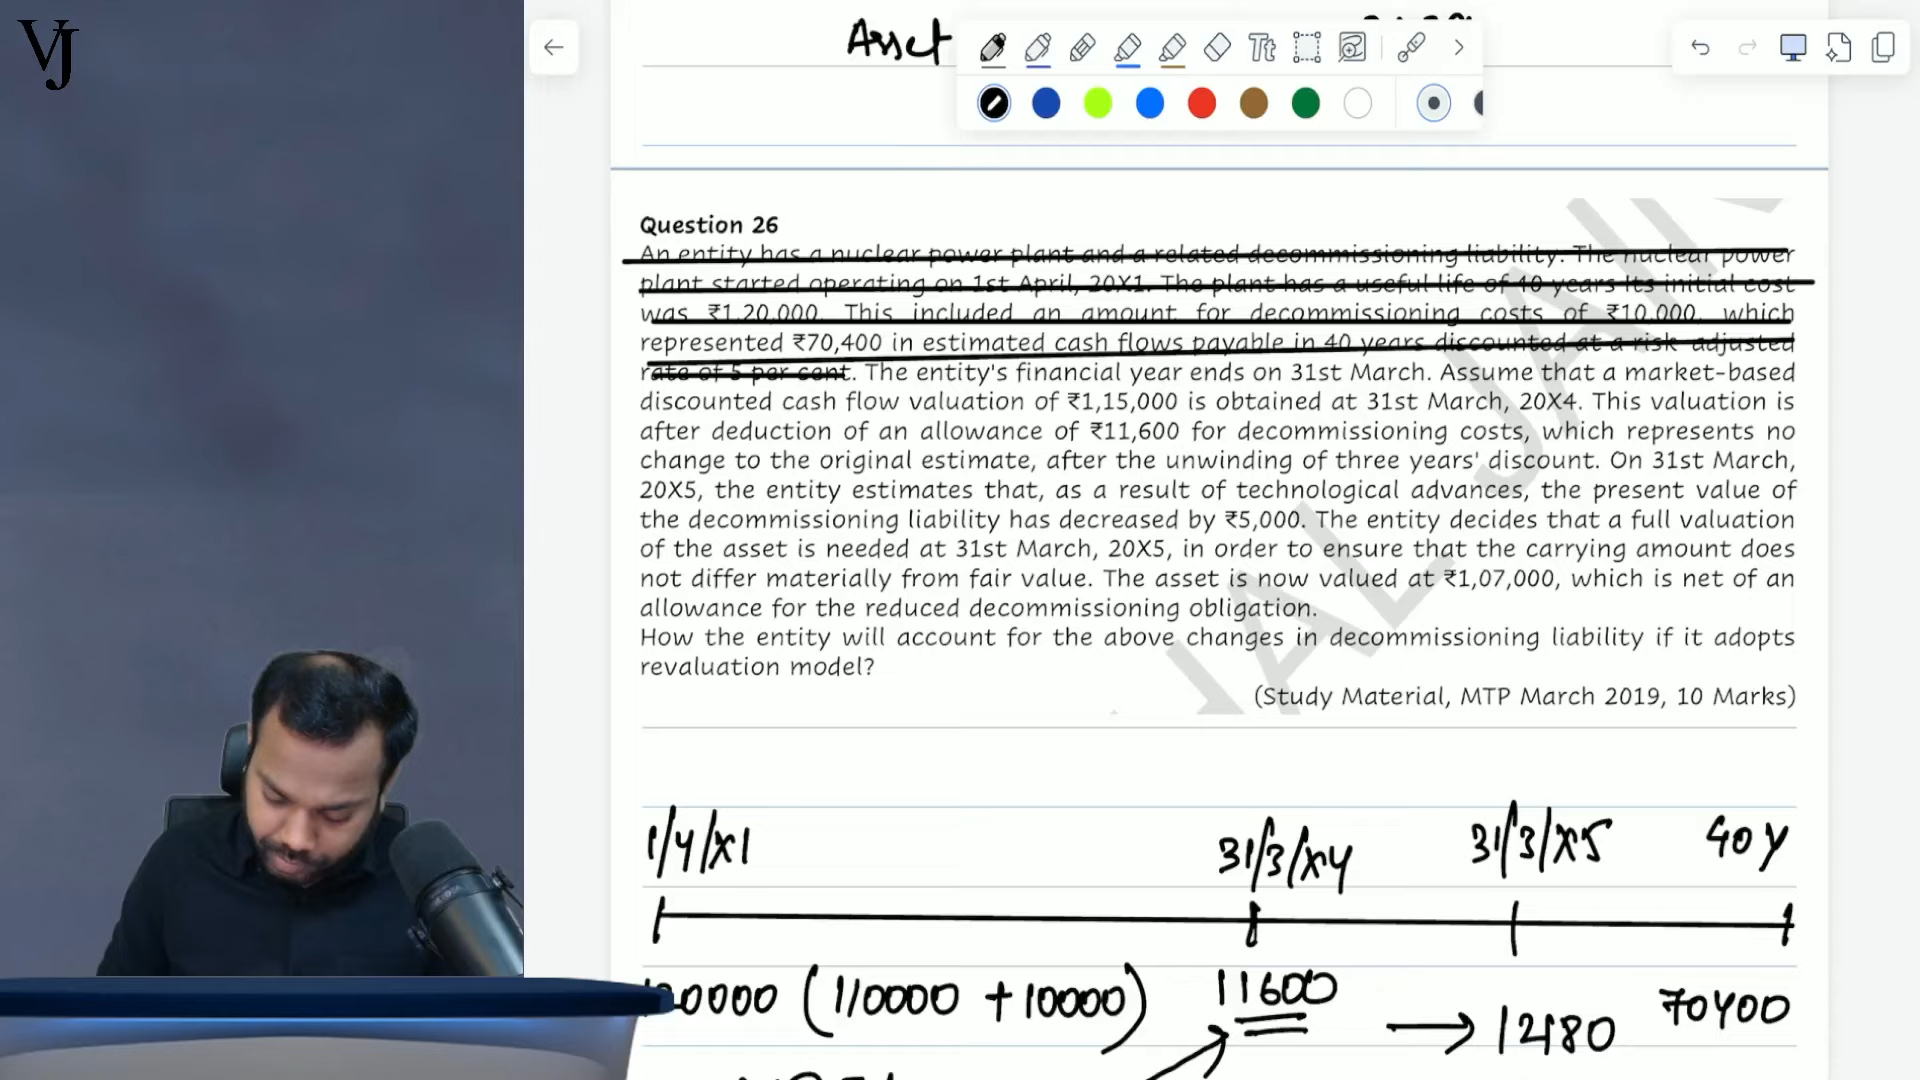 VJ
Asset
Tt
Question 26
An entity has a nuclear power plant and a related decommissioning liability. The nuclear power
plant started operating on 1st April, 20X1. The plant has a useful life of 40 years Its initial cost
was ₹1,20,000. This included an amount for decommissioning costs of ₹10,000, which
represented ₹70,400 in estimated cash flows payable in 40 years discounted at a risk-adjusted
rate of 5 per cent. The entity's financial year ends on 31st March. Assume that a market-based
discounted cash flow valuation of ₹1,15,000 is obtained at 31st March, 20X4. This valuation is
after deduction of an allowance of ₹11,600 for decommissioning costs, which represents no
change to the original estimate, after the unwinding of three years' discount. On 31st March,
20X5, the entity estimates that, as a result of technological advances, the present value of
the decommissioning liability has decreased by ₹5,000. The entity decides that a full valuation
of the asset is needed at 31st March, 20X5, in order to ensure that the carrying amount does
not differ materially from fair value. The asset is now valued at ₹1,07,000, which is net of an
allowance for the reduced decommissioning obligation.
How the entity will account for the above changes in decommissioning liability if it adopts
revaluation model?
(Study Material, MTP March 2019, 10 Marks)
1/4/X1 31/3/X4 31/3/X5 40 Y
120000 (110000 + 10000) 11600 → 12180 70400